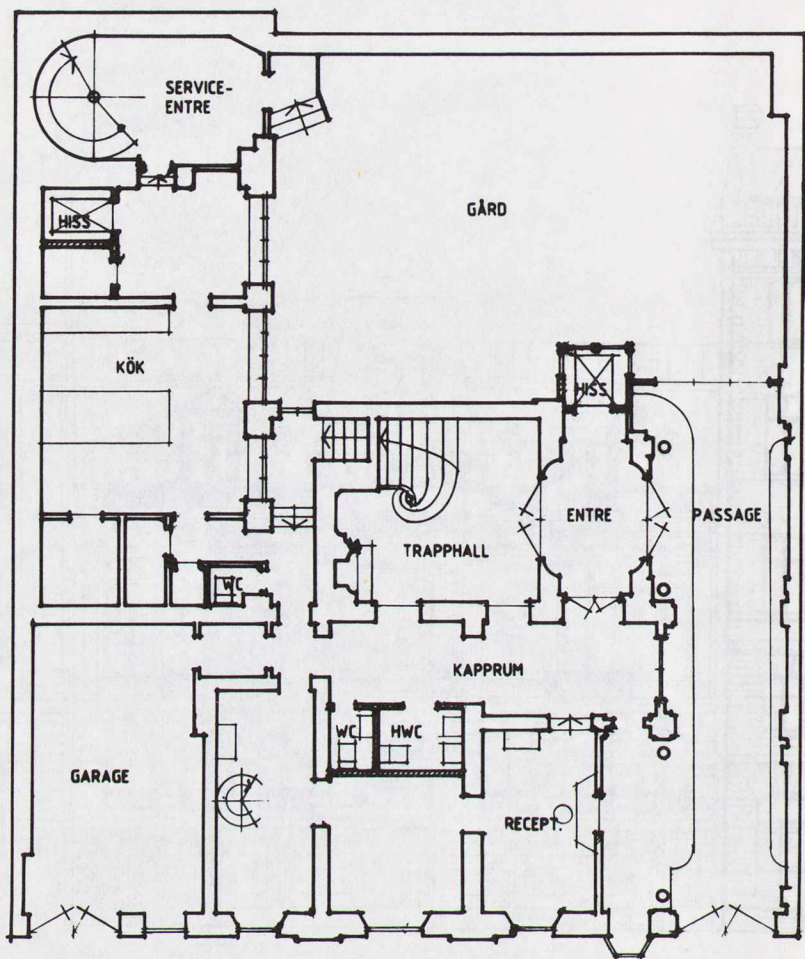 SERVICE-
ENTRE
HISS
GÅRD
KÖK
HISS
ENTRE
PASSAGE
TRAPPHALL
WC
KAPPRUM
WC
HWC
GARAGE
RECEPT.